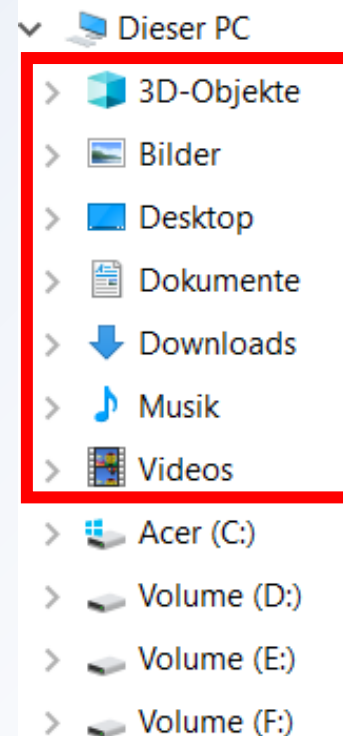 Dieser PC
3D-Objekte
Bilder
Desktop
Dokumente
Downloads
Musik
Videos
Acer (C:)
Volume (D:)
Volume (E:)
Volume (F:)